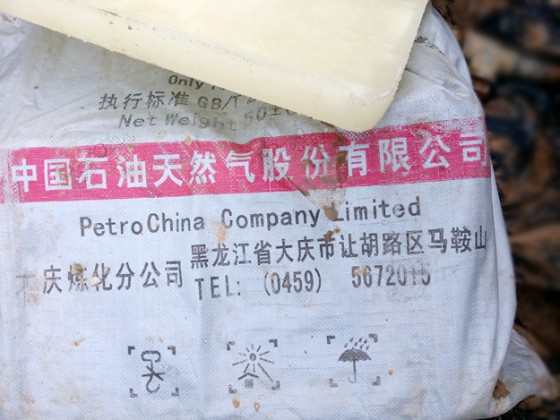 Only
执行标准 GB/T
Net Weight 50±
中国石油天然气股份有限公司
PetroChina Company Limited
黑龙江省大庆市让胡路区马鞍山
庆炼化分公司
TEL: (0459) 5672015